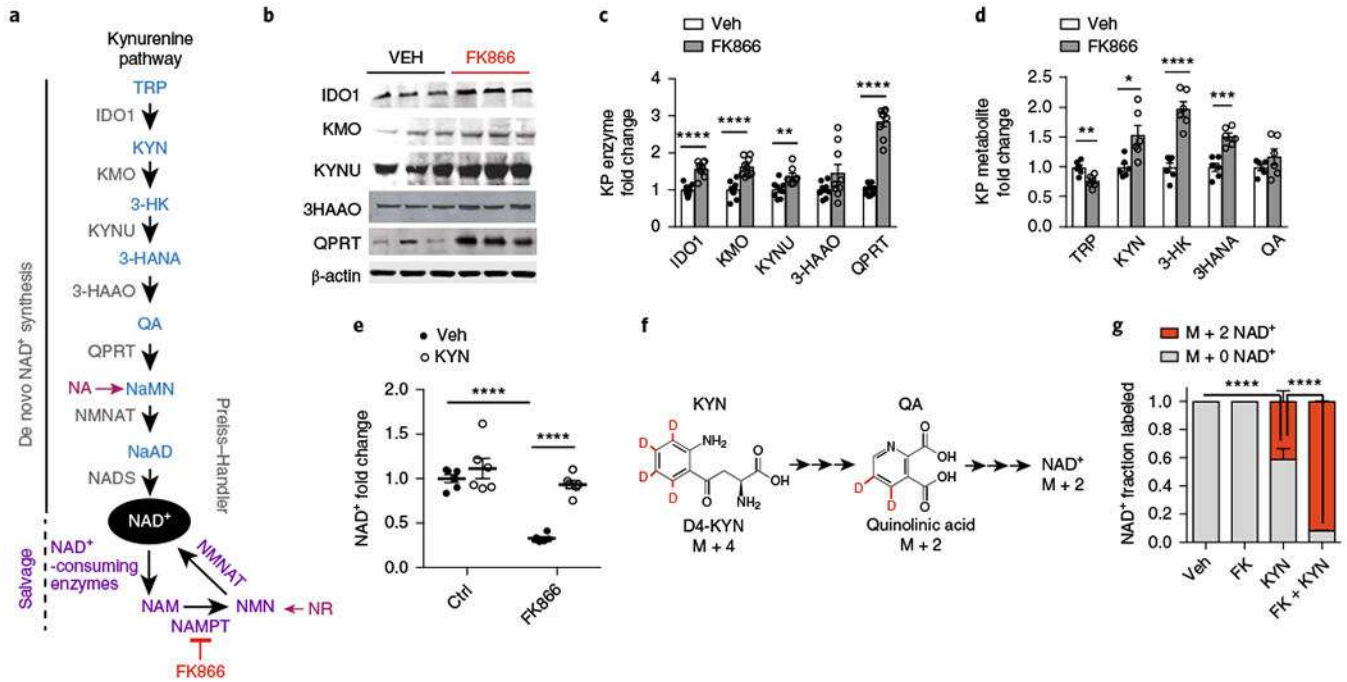 a
Kynurenine
pathway
TRP
IDO1
KYN
KMO
3-HK
KYNU
3-HANA
3-HAAO
QA
QPRT
NA
NaMN
NMNAT
NaAD
NADS
NAD+
De novo NAD+ synthesis
Preiss–Handler
Salvage
NAD+
-consuming
enzymes
NMNAT
NAM
NMN
NR
NAMPT
FK866
b
VEH
FK866
IDO1
KMO
KYNU
3HAAO
QPRT
β-actin
c
Veh
FK866
KP enzyme
fold change
4
3
2
1
0
****
****
**
****
IDO1
KMO
KYNU
3-HAAO
QPRT
d
Veh
FK866
KP metabolite
fold change
2.5
2.0
1.5
1.0
0.5
0
**
*
****
***
TRP
KYN
3-HK
3HANA
QA
e
Veh
KYN
NAD+ fold change
2.0
1.5
1.0
0.5
0
****
****
Ctrl
FK866
f
KYN
D
D
D
D
NH2
O
O
OH
NH2
D4-KYN
M + 4
QA
N
O
OH
OH
O
D
D
Quinolinic acid
M + 2
NAD+
M + 2
g
M + 2 NAD+
M + 0 NAD+
NAD+ fraction labeled
1.0
0.8
0.6
0.4
0.2
0.0
****
****
Veh
FK
KYN
FK + KYN